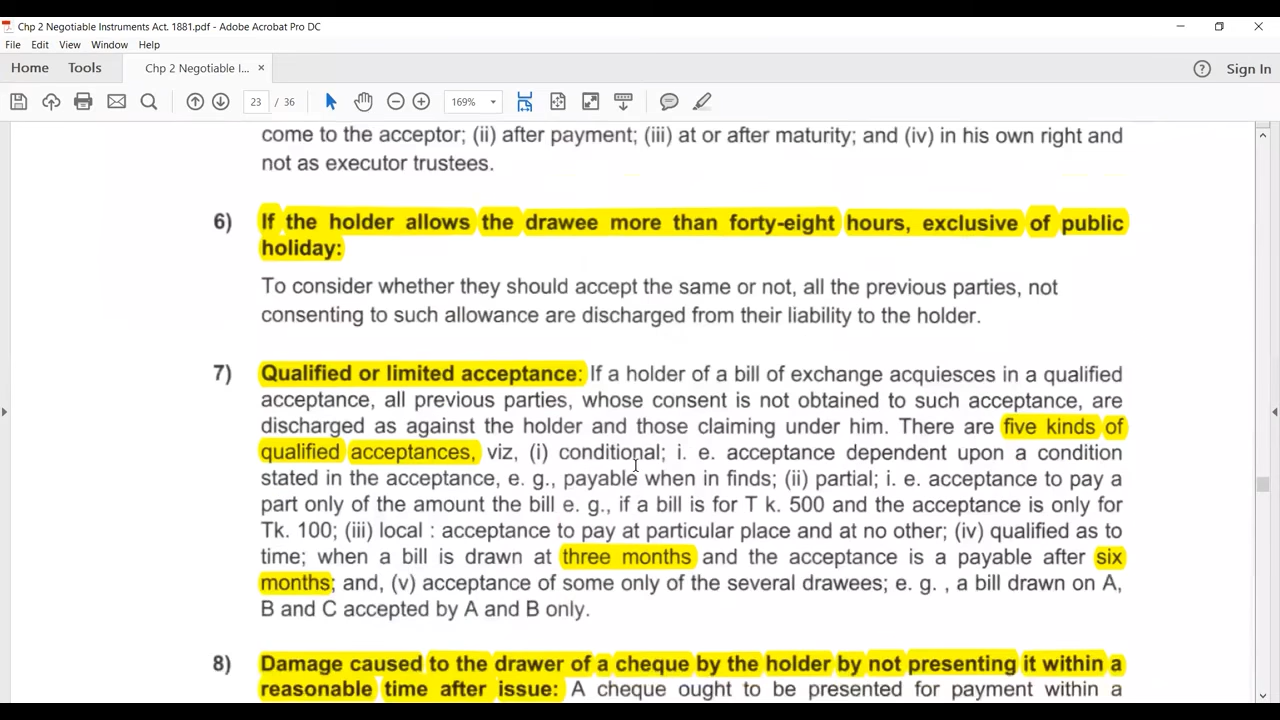 Chp 2 Negotiable Instruments Act. 1881.pdf - Adobe Acrobat Pro DC
File Edit View Window Help
Home Tools Chp 2 Negotiable I... × Sign In
23 / 36 169%
come to the acceptor; (ii) after payment; (iii) at or after maturity; and (iv) in his own right and
not as executor trustees.
6) If the holder allows the drawee more than forty-eight hours, exclusive of public
holiday:
To consider whether they should accept the same or not, all the previous parties, not
consenting to such allowance are discharged from their liability to the holder.
7) Qualified or limited acceptance: If a holder of a bill of exchange acquiesces in a qualified
acceptance, all previous parties, whose consent is not obtained to such acceptance, are
discharged as against the holder and those claiming under him. There are five kinds of
qualified acceptances, viz, (i) conditional; i. e. acceptance dependent upon a condition
stated in the acceptance, e. g., payable when in finds; (ii) partial; i. e. acceptance to pay a
part only of the amount the bill e. g., if a bill is for T k. 500 and the acceptance is only for
Tk. 100; (iii) local : acceptance to pay at particular place and at no other; (iv) qualified as to
time; when a bill is drawn at three months and the acceptance is a payable after six
months; and, (v) acceptance of some only of the several drawees; e. g. , a bill drawn on A,
B and C accepted by A and B only.
8) Damage caused to the drawer of a cheque by the holder by not presenting it within a
reasonable time after issue: A cheque ought to be presented for payment within a